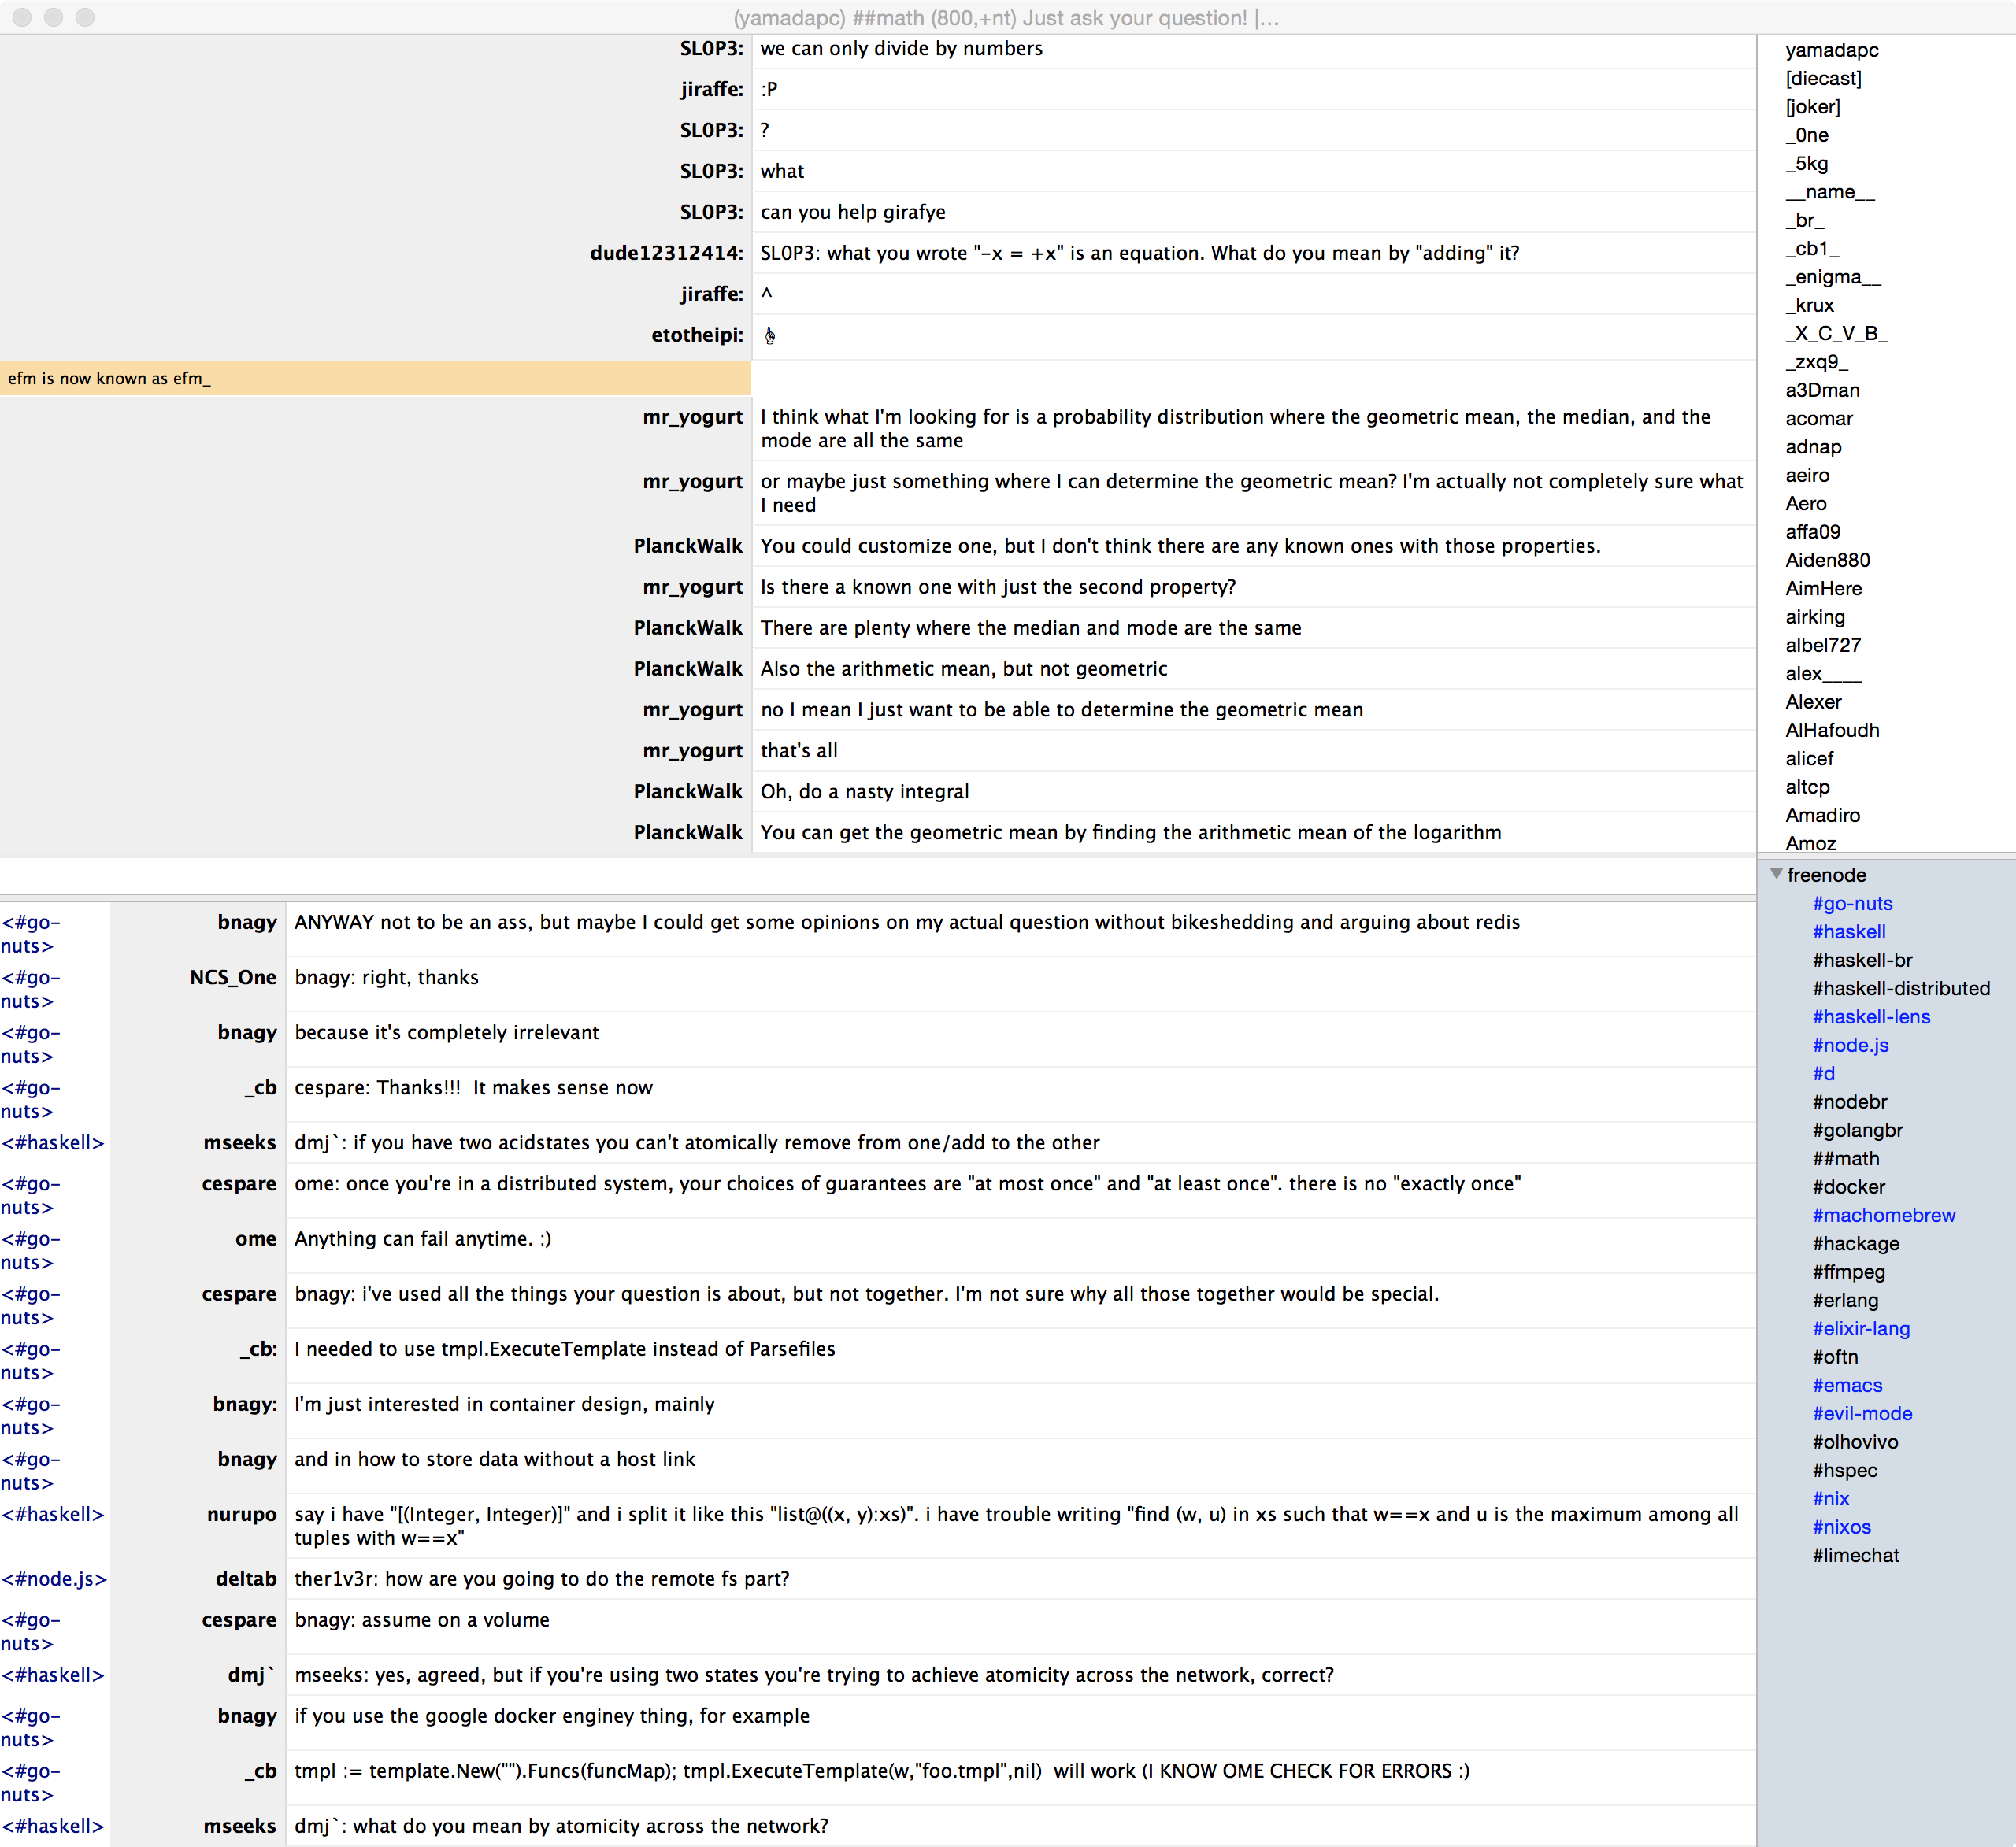 (yamadapc) ##math (800,+nt) Just ask your question! |…
SL0P3: we can only divide by numbers
jiraffe: :P
SL0P3: ?
SL0P3: what
SL0P3: can you help girafye
dude12312414: SL0P3: what you wrote "-x = +x" is an equation. What do you mean by "adding" it?
jiraffe: ^
etotheipi: ☝
efm is now known as efm_
mr_yogurt I think what I'm looking for is a probability distribution where the geometric mean, the median, and the
mode are all the same
mr_yogurt or maybe just something where I can determine the geometric mean? I'm actually not completely sure what
I need
PlanckWalk You could customize one, but I don't think there are any known ones with those properties.
mr_yogurt Is there a known one with just the second property?
PlanckWalk There are plenty where the median and mode are the same
PlanckWalk Also the arithmetic mean, but not geometric
mr_yogurt no I mean I just want to be able to determine the geometric mean
mr_yogurt that's all
PlanckWalk Oh, do a nasty integral
PlanckWalk You can get the geometric mean by finding the arithmetic mean of the logarithm
yamadapc
[diecast]
[joker]
_0ne
_5kg
__name__
_br_
_cb1_
_enigma__
_krux
_X_C_V_B_
_zxq9_
a3Dman
acomar
adnap
aeiro
Aero
affa09
Aiden880
AimHere
airking
albel727
alex____
Alexer
AlHafoudh
alicef
altcp
Amadiro
Amoz
<#go-
nuts> bnagy ANYWAY not to be an ass, but maybe I could get some opinions on my actual question without bikeshedding and arguing about redis
<#go-
nuts> NCS_One bnagy: right, thanks
<#go-
nuts> bnagy because it's completely irrelevant
<#go-
nuts> _cb cespare: Thanks!!!  It makes sense now
<#haskell> mseeks dmj`: if you have two acidstates you can't atomically remove from one/add to the other
<#go-
nuts> cespare ome: once you're in a distributed system, your choices of guarantees are "at most once" and "at least once". there is no "exactly once"
<#go-
nuts> ome Anything can fail anytime. :)
<#go-
nuts> cespare bnagy: i've used all the things your question is about, but not together. I'm not sure why all those together would be special.
<#go-
nuts> _cb: I needed to use tmpl.ExecuteTemplate instead of Parsefiles
<#go-
nuts> bnagy: I'm just interested in container design, mainly
<#go-
nuts> bnagy and in how to store data without a host link
<#haskell> nurupo say i have "[(Integer, Integer)]" and i split it like this "list@((x, y):xs)". i have trouble writing "find (w, u) in xs such that w==x and u is the maximum among all
tuples with w==x"
<#node.js> deltab ther1v3r: how are you going to do the remote fs part?
<#go-
nuts> cespare bnagy: assume on a volume
<#haskell> dmj` mseeks: yes, agreed, but if you're using two states you're trying to achieve atomicity across the network, correct?
<#go-
nuts> bnagy if you use the google docker enginey thing, for example
<#go-
nuts> _cb tmpl := template.New("").Funcs(funcMap); tmpl.ExecuteTemplate(w,"foo.tmpl",nil)  will work (I KNOW OME CHECK FOR ERRORS :)
<#haskell> mseeks dmj`: what do you mean by atomicity across the network?
freenode
#go-nuts
#haskell
#haskell-br
#haskell-distributed
#haskell-lens
#node.js
#d
#nodebr
#golangbr
##math
#docker
#machomebrew
#hackage
#ffmpeg
#erlang
#elixir-lang
#oftn
#emacs
#evil-mode
#olhovivo
#hspec
#nix
#nixos
#limechat